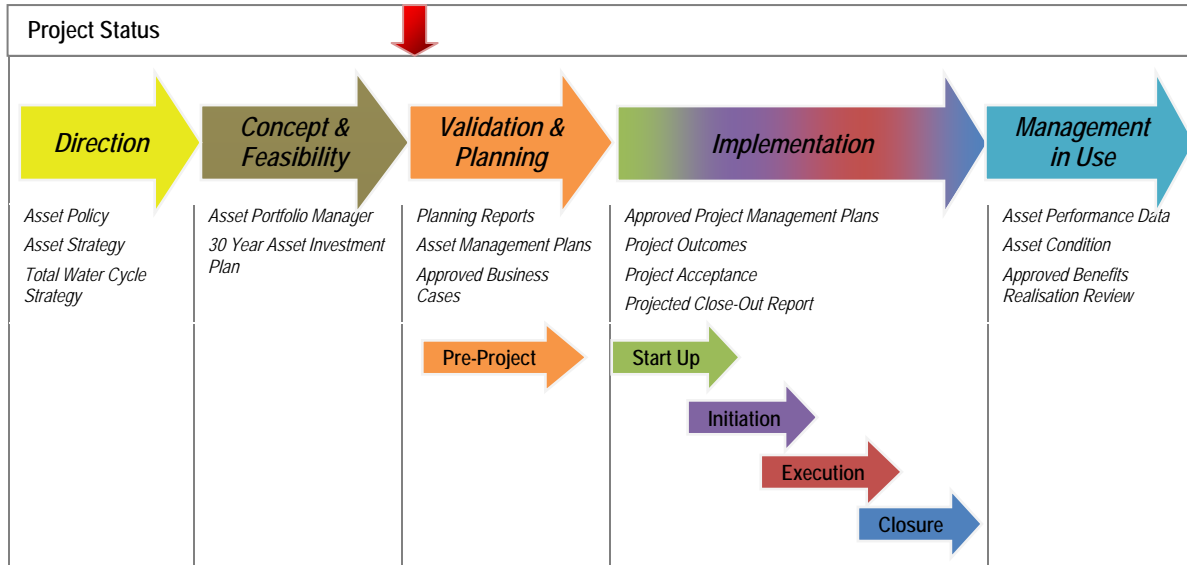 Project Status
Direction
Concept &
Feasibility
Validation &
Planning
Implementation
Management
in Use
Asset Policy
Asset Strategy
Total Water Cycle
Strategy
Asset Portfolio Manager
30 Year Asset Investment
Plan
Planning Reports
Asset Management Plans
Approved Business
Cases
Approved Project Management Plans
Project Outcomes
Project Acceptance
Projected Close-Out Report
Asset Performance Data
Asset Condition
Approved Benefits
Realisation Review
Pre-Project
Start Up
Initiation
Execution
Closure